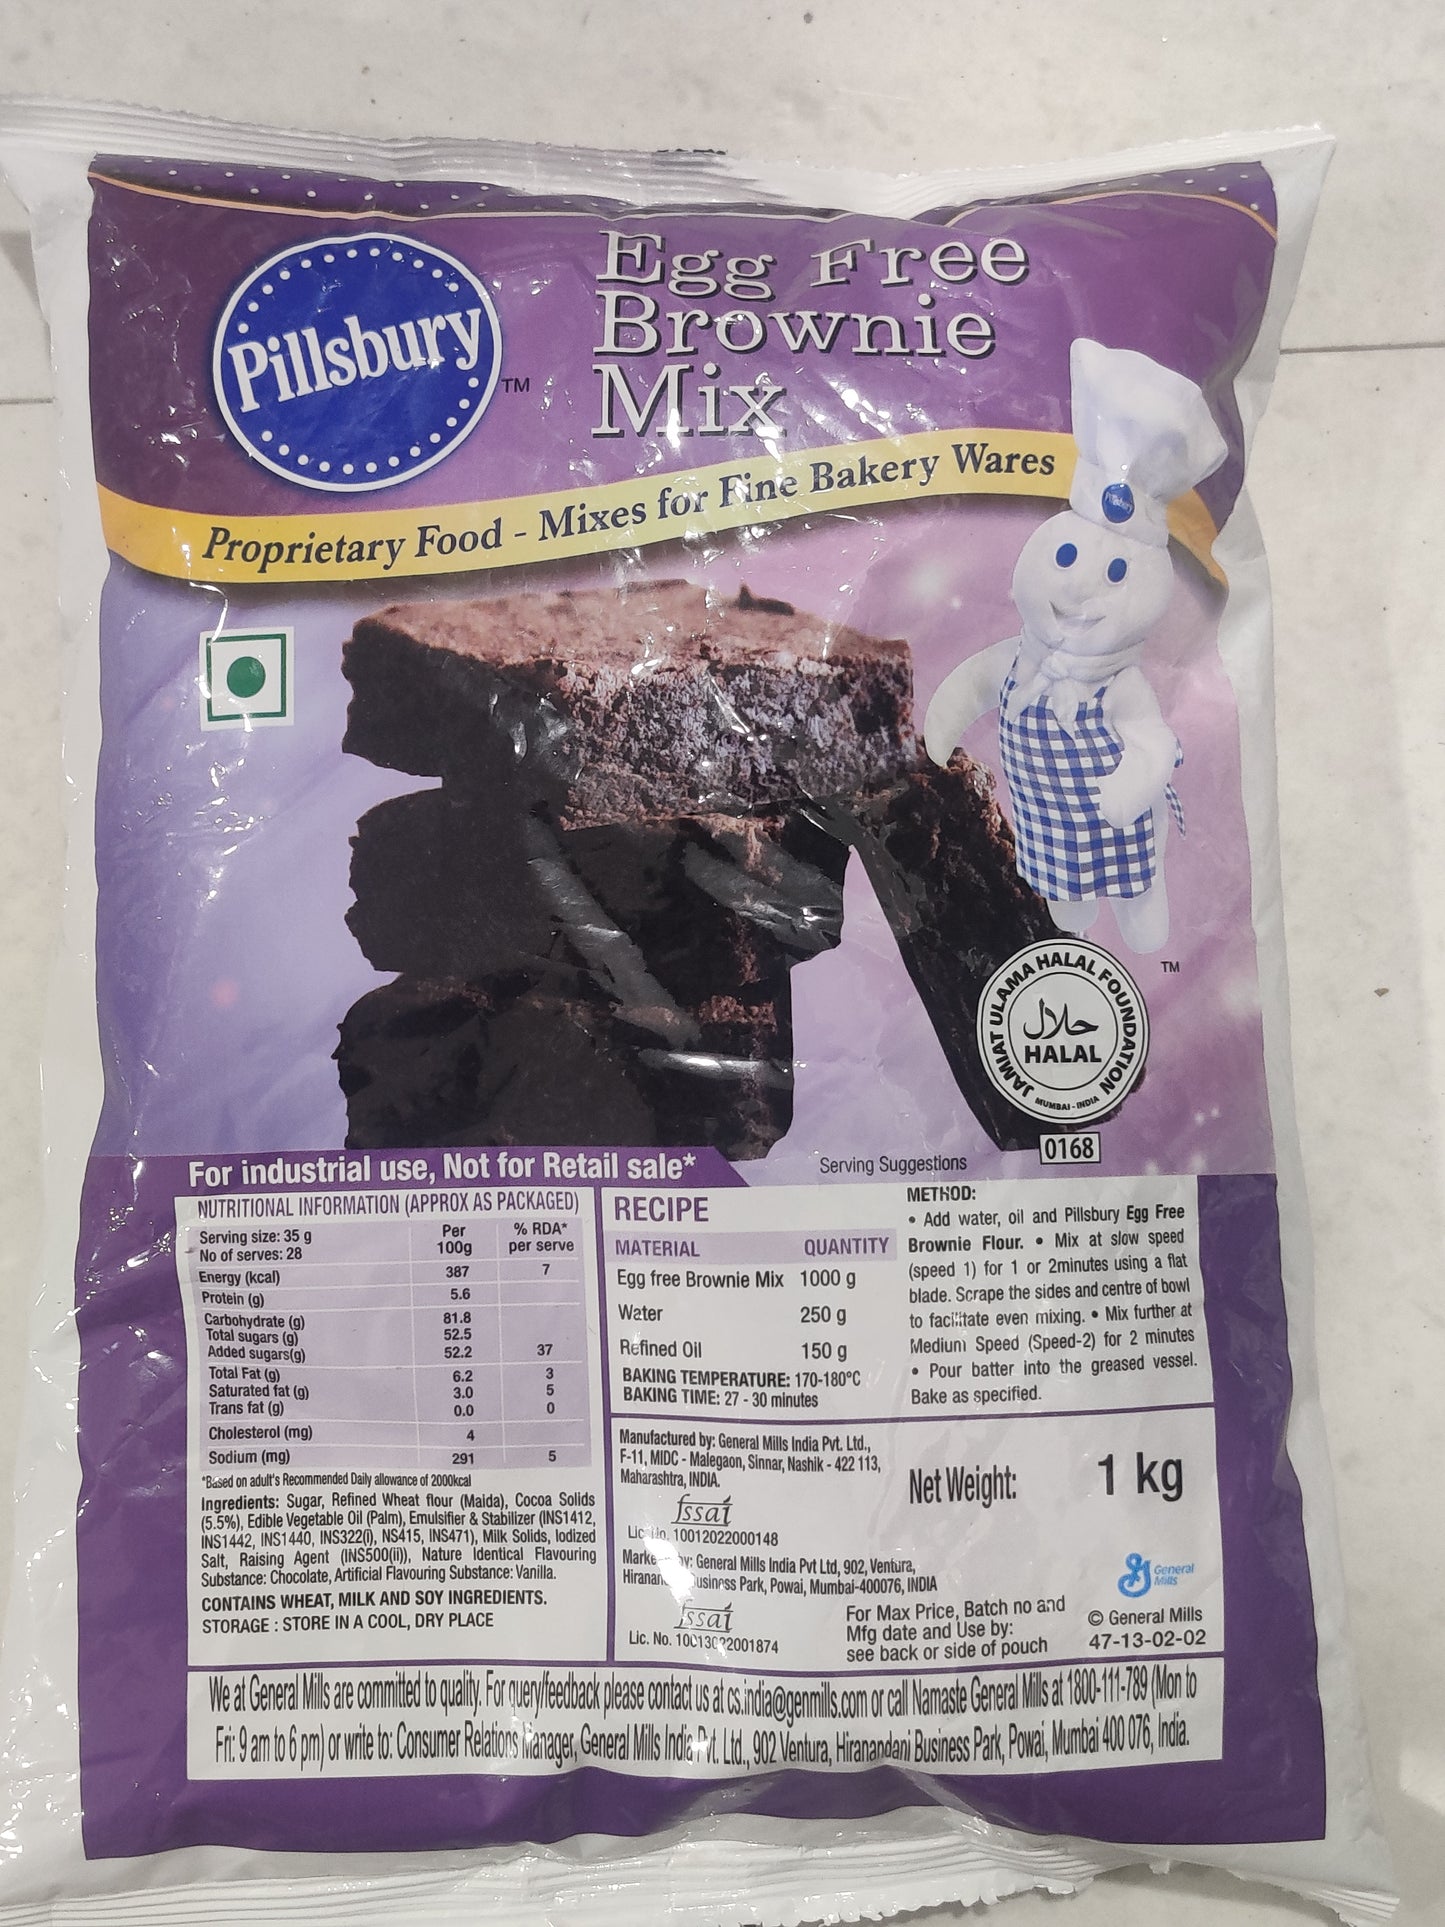 Pillsbury
TM
Egg Free
Brownie
Mix
Proprietary Food - Mixes for Fine Bakery Wares
Pillsbury
TM
JAMIAT ULAMA HALAL FOUNDATION
حلال
HALAL
MUMBAI - INDIA
0168
For industrial use, Not for Retail sale*
Serving Suggestions
NUTRITIONAL INFORMATION (APPROX AS PACKAGED)
Serving size: 35 g
No of serves: 28
Per 100g
% RDA* per serve
Energy (kcal) 387 7
Protein (g) 5.6
Carbohydrate (g) 81.8
Total sugars (g) 52.5
Added sugars(g) 52.2 37
Total Fat (g) 6.2 3
Saturated fat (g) 3.0 5
Trans fat (g) 0.0 0
Cholesterol (mg) 4
Sodium (mg) 291 5
*Based on adult's Recommended Daily allowance of 2000kcal
Ingredients: Sugar, Refined Wheat flour (Maida), Cocoa Solids
(5.5%), Edible Vegetable Oil (Palm), Emulsifier & Stabilizer (INS1412,
INS1442, INS1440, INS322(i), NS415, INS471), Milk Solids, Iodized
Salt, Raising Agent (INS500(ii)), Nature Identical Flavouring
Substance: Chocolate, Artificial Flavouring Substance: Vanilla.
CONTAINS WHEAT, MILK AND SOY INGREDIENTS.
STORAGE : STORE IN A COOL, DRY PLACE
RECIPE
MATERIAL QUANTITY
Egg free Brownie Mix 1000 g
Water 250 g
Refined Oil 150 g
BAKING TEMPERATURE: 170-180°C
BAKING TIME: 27 - 30 minutes
METHOD:
• Add water, oil and Pillsbury Egg Free
Brownie Flour. • Mix at slow speed
(speed 1) for 1 or 2minutes using a flat
blade. Scrape the sides and centre of bowl
to facilitate even mixing. • Mix further at
Medium Speed (Speed-2) for 2 minutes
• Pour batter into the greased vessel.
Bake as specified.
Manufactured by: General Mills India Pvt. Ltd.,
F-11, MIDC - Malegaon, Sinnar, Nashik - 422 113,
Maharashtra, INDIA.
fssai
Lic. No. 10012022000148
by: General Mills India Pvt Ltd, 902, Ventura,
Business Park, Powai, Mumbai-400076, INDIA
fssai
Lic. No. 10013022001874
Net Weight: 1 kg
General
Mills
For Max Price, Batch no and
Mfg date and Use by:
see back or side of pouch
© General Mills
47-13-02-02
We at General Mills are committed to quality. For query/feedback please contact us at cs.india@genmills.com or call Namaste General Mills at 1800-111-789 (Mon to
Fri: 9 am to 6 pm) or write to: Consumer Relations Manager, General Mills India Pvt. Ltd., 902 Ventura, Hiranandani Business Park, Powai, Mumbai 400 076, India.